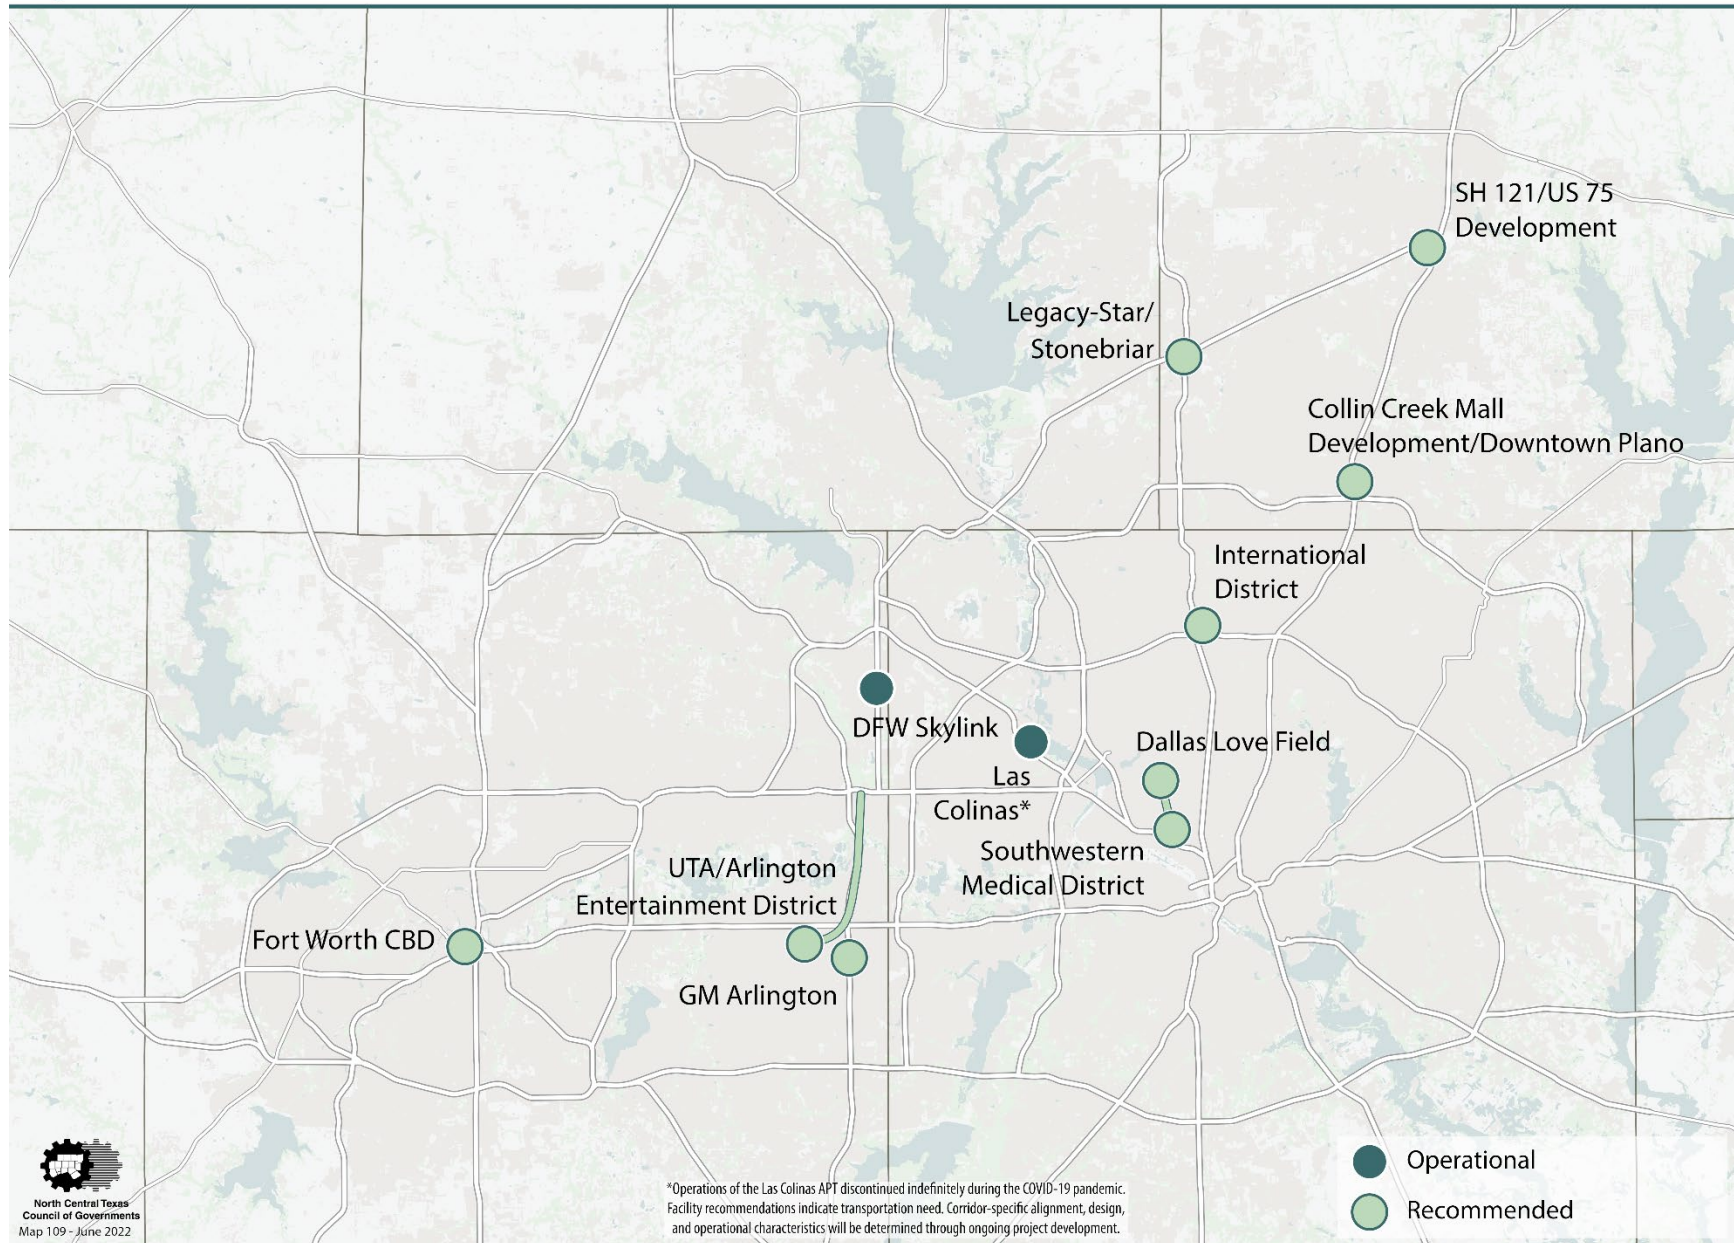 SH 121/US 75
Development
Legacy-Star/
Stonebriar
Collin Creek Mall
Development/Downtown Plano
International
District
DFW Skylink
Dallas Love Field
Las
Colinas*
Southwestern
Medical District
UTA/Arlington
Entertainment District
Fort Worth CBD
GM Arlington
Operational
Recommended
*Operations of the Las Colinas APT discontinued indefinitely during the COVID-19 pandemic.
Facility recommendations indicate transportation need. Corridor-specific alignment, design,
and operational characteristics will be determined through ongoing project development.
North Central Texas
Council of Governments
Map 109 - June 2022